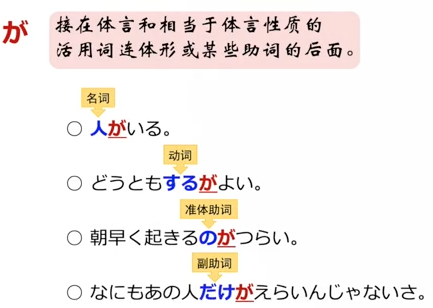 が
接在体言和相当于体言性质的
活用词连体形或某些助词的后面。
名词
○ 人がいる。
动词
○ どうともするがよい。
准体助词
○ 朝早く起きるのがつらい。
副助词
○ なにもあの人だけがえらいんじゃないさ。